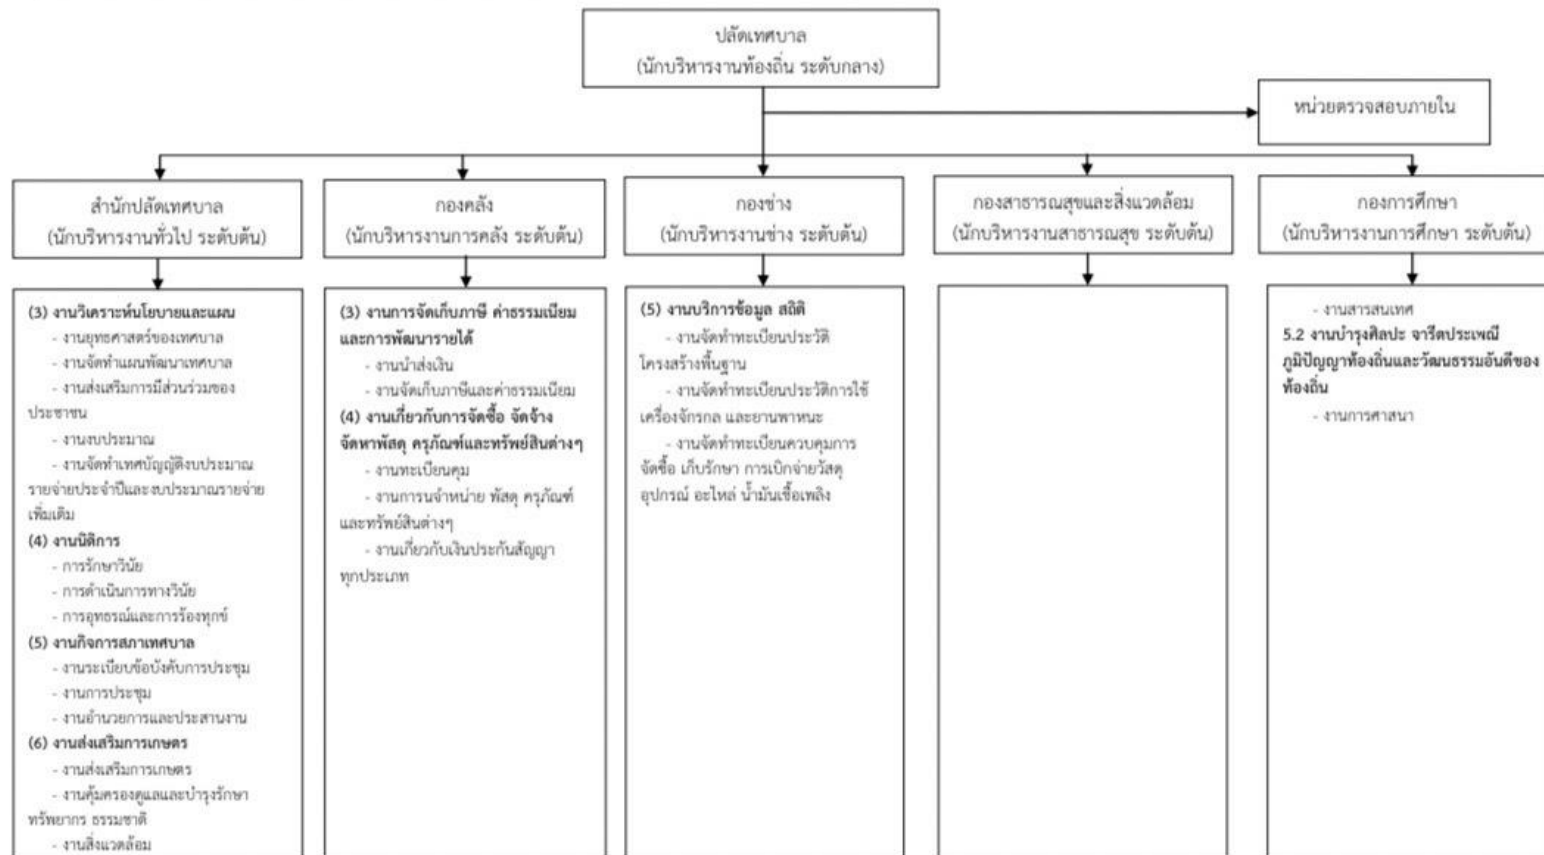 ปลัดเทศบาล
(นักบริหารงานท้องถิ่น ระดับกลาง)
หน่วยตรวจสอบภายใน
สำนักปลัดเทศบาล
(นักบริหารงานทั่วไป ระดับต้น)
กองคลัง
(นักบริหารงานการคลัง ระดับต้น)
กองช่าง
(นักบริหารงานช่าง ระดับต้น)
กองสาธารณสุขและสิ่งแวดล้อม
(นักบริหารงานสาธารณสุข ระดับต้น)
กองการศึกษา
(นักบริหารงานการศึกษา ระดับต้น)
(3) งานวิเคราะห์นโยบายและแผน
- งานยุทธศาสตร์ของเทศบาล
- งานจัดทำแผนพัฒนาเทศบาล
- งานส่งเสริมการมีส่วนร่วมของ
ประชาชน
- งานงบประมาณ
- งานจัดทำเทศบัญญัติงบประมาณ
รายจ่ายประจำปีและงบประมาณรายจ่าย
เพิ่มเติม
(4) งานนิติการ
- การรักษาวินัย
- การดำเนินการทางวินัย
- การอุทธรณ์และการร้องทุกข์
(5) งานกิจการสภาเทศบาล
- งานระเบียบข้อบังคับการประชุม
- งานการประชุม
- งานอำนวยการและประสานงาน
(6) งานส่งเสริมการเกษตร
- งานส่งเสริมการเกษตร
- งานคุ้มครองดูแลและบำรุงรักษา
ทรัพยากร ธรรมชาติ
- งานสิ่งแวดล้อม
(3) งานการจัดเก็บภาษี ค่าธรรมเนียม
และการพัฒนารายได้
- งานนำส่งเงิน
- งานจัดเก็บภาษีและค่าธรรมเนียม
(4) งานเกี่ยวกับการจัดซื้อ จัดจ้าง
จัดหาพัสดุ ครุภัณฑ์และทรัพย์สินต่างๆ
- งานทะเบียนคุม
- งานการนจำหน่าย พัสดุ ครุภัณฑ์
และทรัพย์สินต่างๆ
- งานเกี่ยวกับเงินประกันสัญญา
ทุกประเภท
(5) งานบริการข้อมูล สถิติ
- งานจัดทำทะเบียนประวัติ
โครงสร้างพื้นฐาน
- งานจัดทำทะเบียนประวัติการใช้
เครื่องจักรกล และยานพาหนะ
- งานจัดทำทะเบียนควบคุมการ
จัดซื้อ เก็บรักษา การเบิกจ่ายวัสดุ
อุปกรณ์ อะไหล่ น้ำมันเชื้อเพลิง
- งานสารสนเทศ
5.2 งานบำรุงศิลปะ จารีตประเพณี
ภูมิปัญญาท้องถิ่นและวัฒนธรรมอันดีของ
ท้องถิ่น
- งานการศาสนา